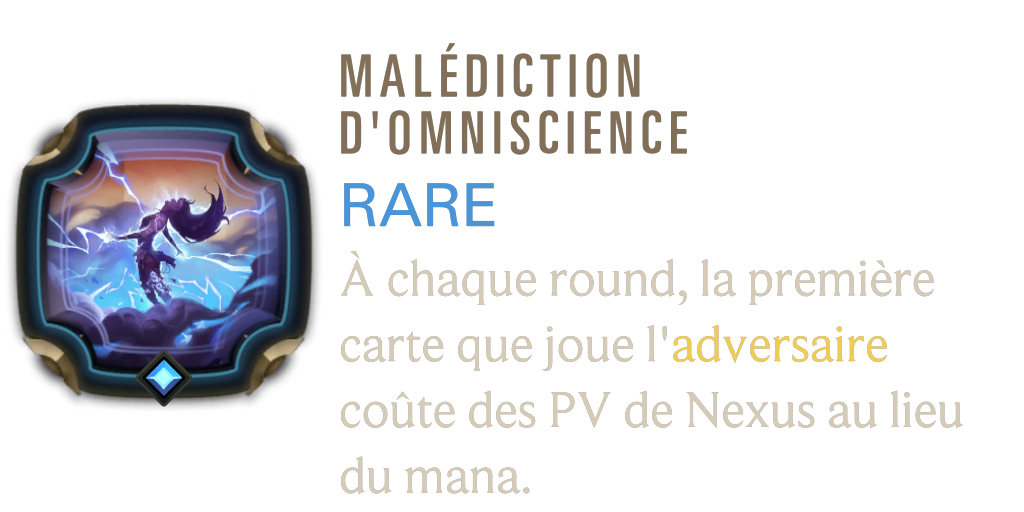 MALÉDICTION
D'OMNISCIENCE
RARE
À chaque round, la première
carte que joue l'adversaire
coûte des PV de Nexus au lieu
du mana.